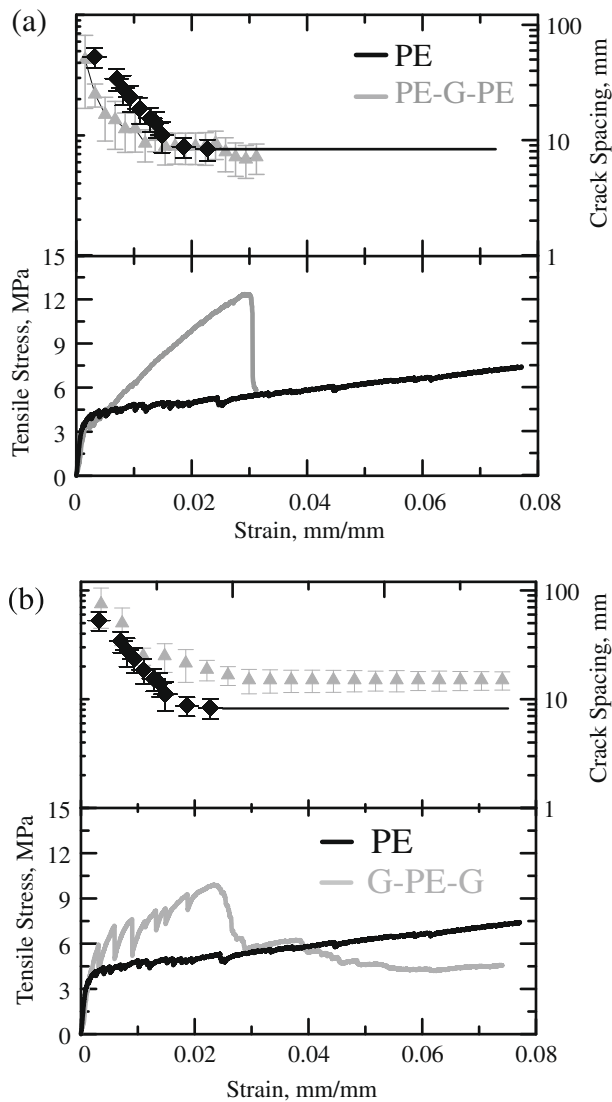 (a)
PE
PE-G-PE
100
10
1
Crack Spacing, mm
15
12
9
6
3
0
Tensile Stress, MPa
0
0.02
0.04
0.06
0.08
Strain, mm/mm
(b)
100
10
1
Crack Spacing, mm
PE
G-PE-G
15
12
9
6
3
0
Tensile Stress, MPa
0
0.02
0.04
0.06
0.08
Strain, mm/mm